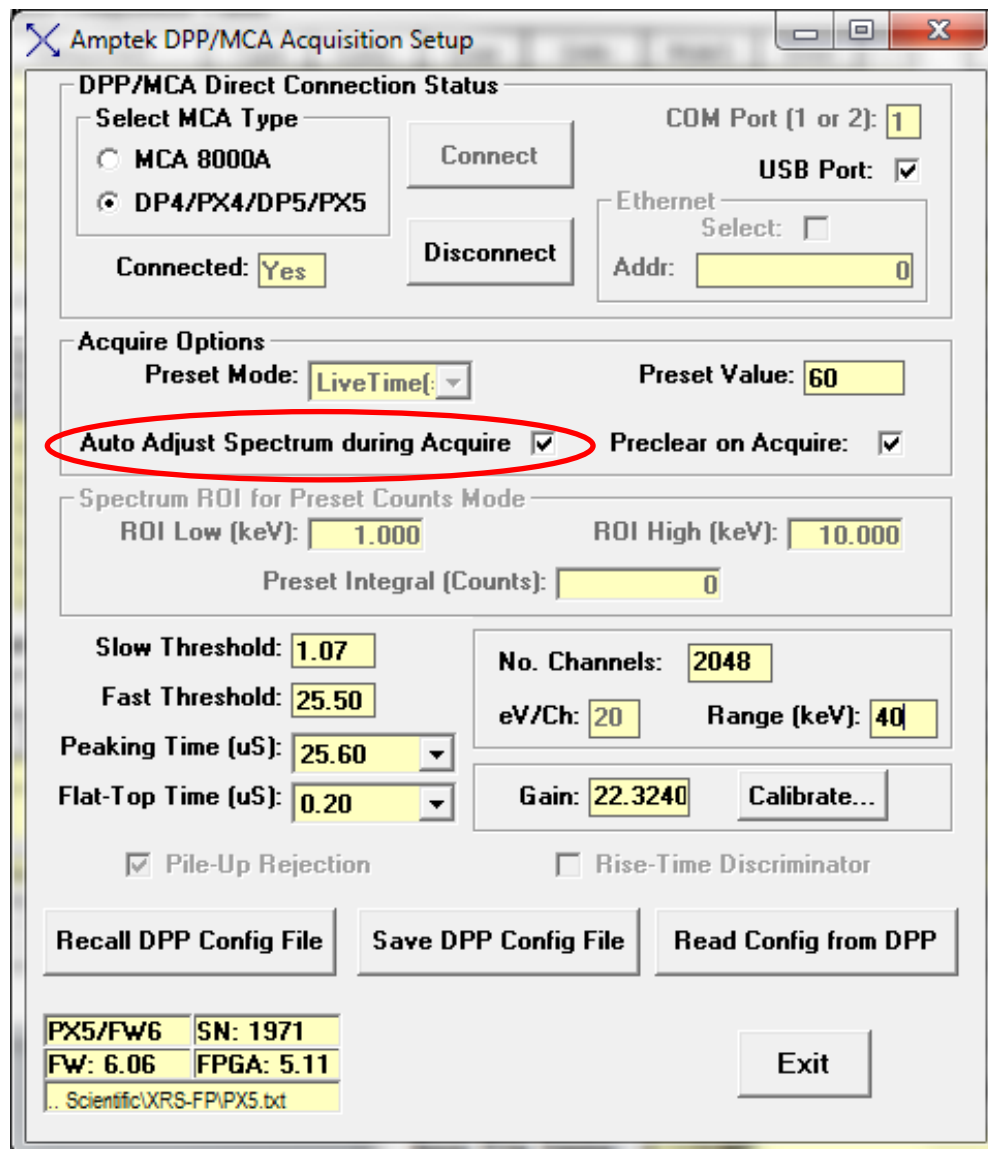 Amptek DPP/MCA Acquisition Setup
DPP/MCA Direct Connection Status
Select MCA Type
MCA 8000A
DP4/PX4/DP5/PX5
Connect
COM Port (1 or 2): 1
USB Port:
Ethernet
Select:
Connected: Yes
Disconnect
Addr: 0
Acquire Options
Preset Mode: LiveTime(
Preset Value: 60
Auto Adjust Spectrum during Acquire
Preclear on Acquire:
Spectrum ROI for Preset Counts Mode
ROI Low (keV): 1.000
ROI High (keV): 10.000
Preset Integral (Counts): 0
Slow Threshold: 1.07
Fast Threshold: 25.50
Peaking Time (uS): 25.60
Flat-Top Time (uS): 0.20
No. Channels: 2048
eV/Ch: 20 Range (keV): 40
Gain: 22.3240 Calibrate...
Pile-Up Rejection
Rise-Time Discriminator
Recall DPP Config File
Save DPP Config File
Read Config from DPP
PX5/FW6 SN: 1971
FW: 6.06 FPGA: 5.11
.. Scientific\XRS-FP\PX5.txt
Exit